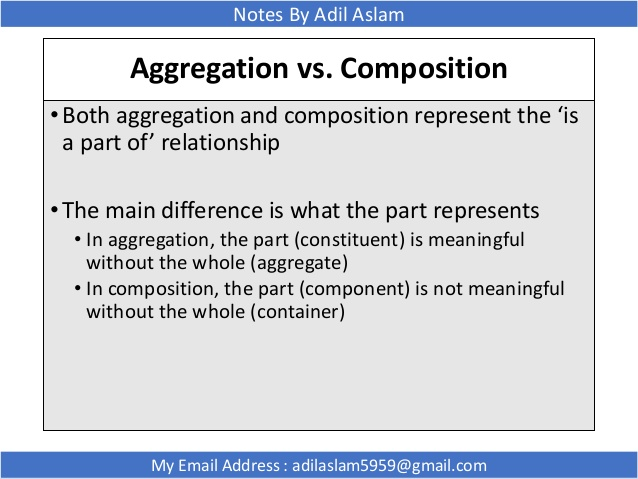 Notes By Adil Aslam
Aggregation vs. Composition
•Both aggregation and composition represent the ‘is
a part of’ relationship
•The main difference is what the part represents
• In aggregation, the part (constituent) is meaningful
without the whole (aggregate)
• In composition, the part (component) is not meaningful
without the whole (container)
My Email Address : adilaslam5959@gmail.com